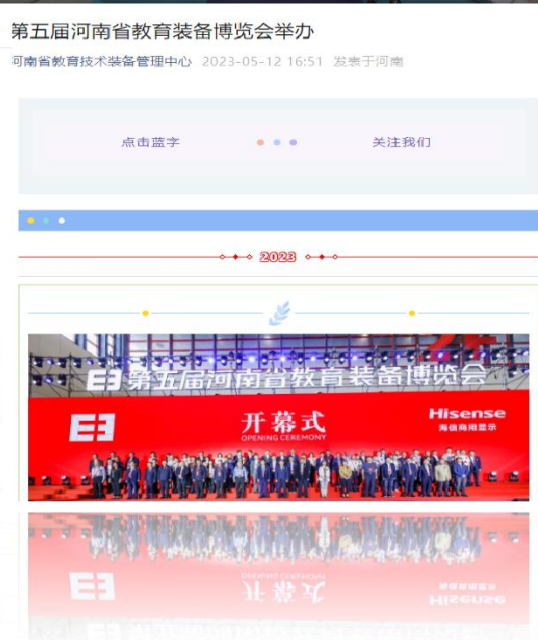 第五届河南省教育装备博览会举办
河南省教育技术装备管理中心 2023-05-12 16:51 发表于河南
点击蓝字 关注我们
2023
E3 第五届河南省教育装备博览会
E3
开幕式
OPENING CEREMONY
Hisense
海信商用显示